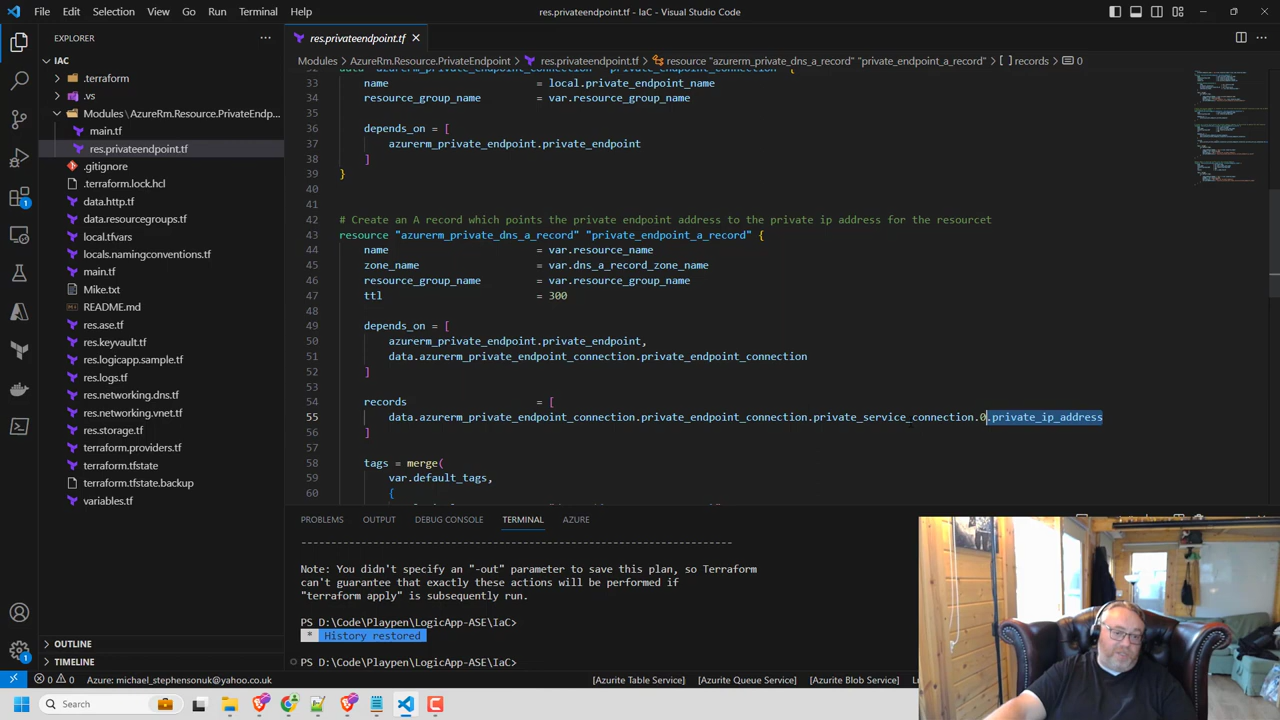 File Edit Selection View Go Run Terminal Help
res.privateendpoint.tf - IaC - Visual Studio Code
EXPLORER
res.privateendpoint.tf
IAC
Modules > AzureRm.Resource.PrivateEndpoint > res.privateendpoint.tf > resource "azurerm_private_dns_a_record" "private_endpoint_a_record" > [ ] records > 0
.terraform
.vs
Modules \ AzureRm.Resource.PrivateEndp...
main.tf
res.privateendpoint.tf
.gitignore
.terraform.lock.hcl
data.http.tf
data.resourcegroups.tf
local.tfvars
locals.namingconventions.tf
main.tf
Mike.txt
README.md
res.ase.tf
res.keyvault.tf
res.logicapp.sample.tf
res.logs.tf
res.networking.dns.tf
res.networking.vnet.tf
res.storage.tf
terraform.providers.tf
terraform.tfstate
terraform.tfstate.backup
variables.tf
OUTLINE
TIMELINE
32 data "azurerm_private_endpoint_connection" "private_endpoint_connection" {
33 name = local.private_endpoint_name
34 resource_group_name = var.resource_group_name
35
36 depends_on = [
37 azurerm_private_endpoint.private_endpoint
38 ]
39 }
40
41
42 # Create an A record which points the private endpoint address to the private ip address for the resourcet
43 resource "azurerm_private_dns_a_record" "private_endpoint_a_record" {
44 name = var.resource_name
45 zone_name = var.dns_a_record_zone_name
46 resource_group_name = var.resource_group_name
47 ttl = 300
48
49 depends_on = [
50 azurerm_private_endpoint.private_endpoint,
51 data.azurerm_private_endpoint_connection.private_endpoint_connection
52 ]
53
54 records = [
55 data.azurerm_private_endpoint_connection.private_endpoint_connection.private_service_connection.0.private_ip_address
56 ]
57
58 tags = merge(
59 var.default_tags,
60 {
PROBLEMS OUTPUT DEBUG CONSOLE TERMINAL AZURE
------------------------------------------------------------------------
Note: You didn't specify an "-out" parameter to save this plan, so Terraform
can't guarantee that exactly these actions will be performed if
"terraform apply" is subsequently run.
PS D:\Code\Playpen\LogicApp-ASE\IaC>
* History restored
PS D:\Code\Playpen\LogicApp-ASE\IaC>
0 0 Azure: michael_stephensonuk@yahoo.co.uk [Azurite Table Service] [Azurite Queue Service] [Azurite Blob Service]
Search